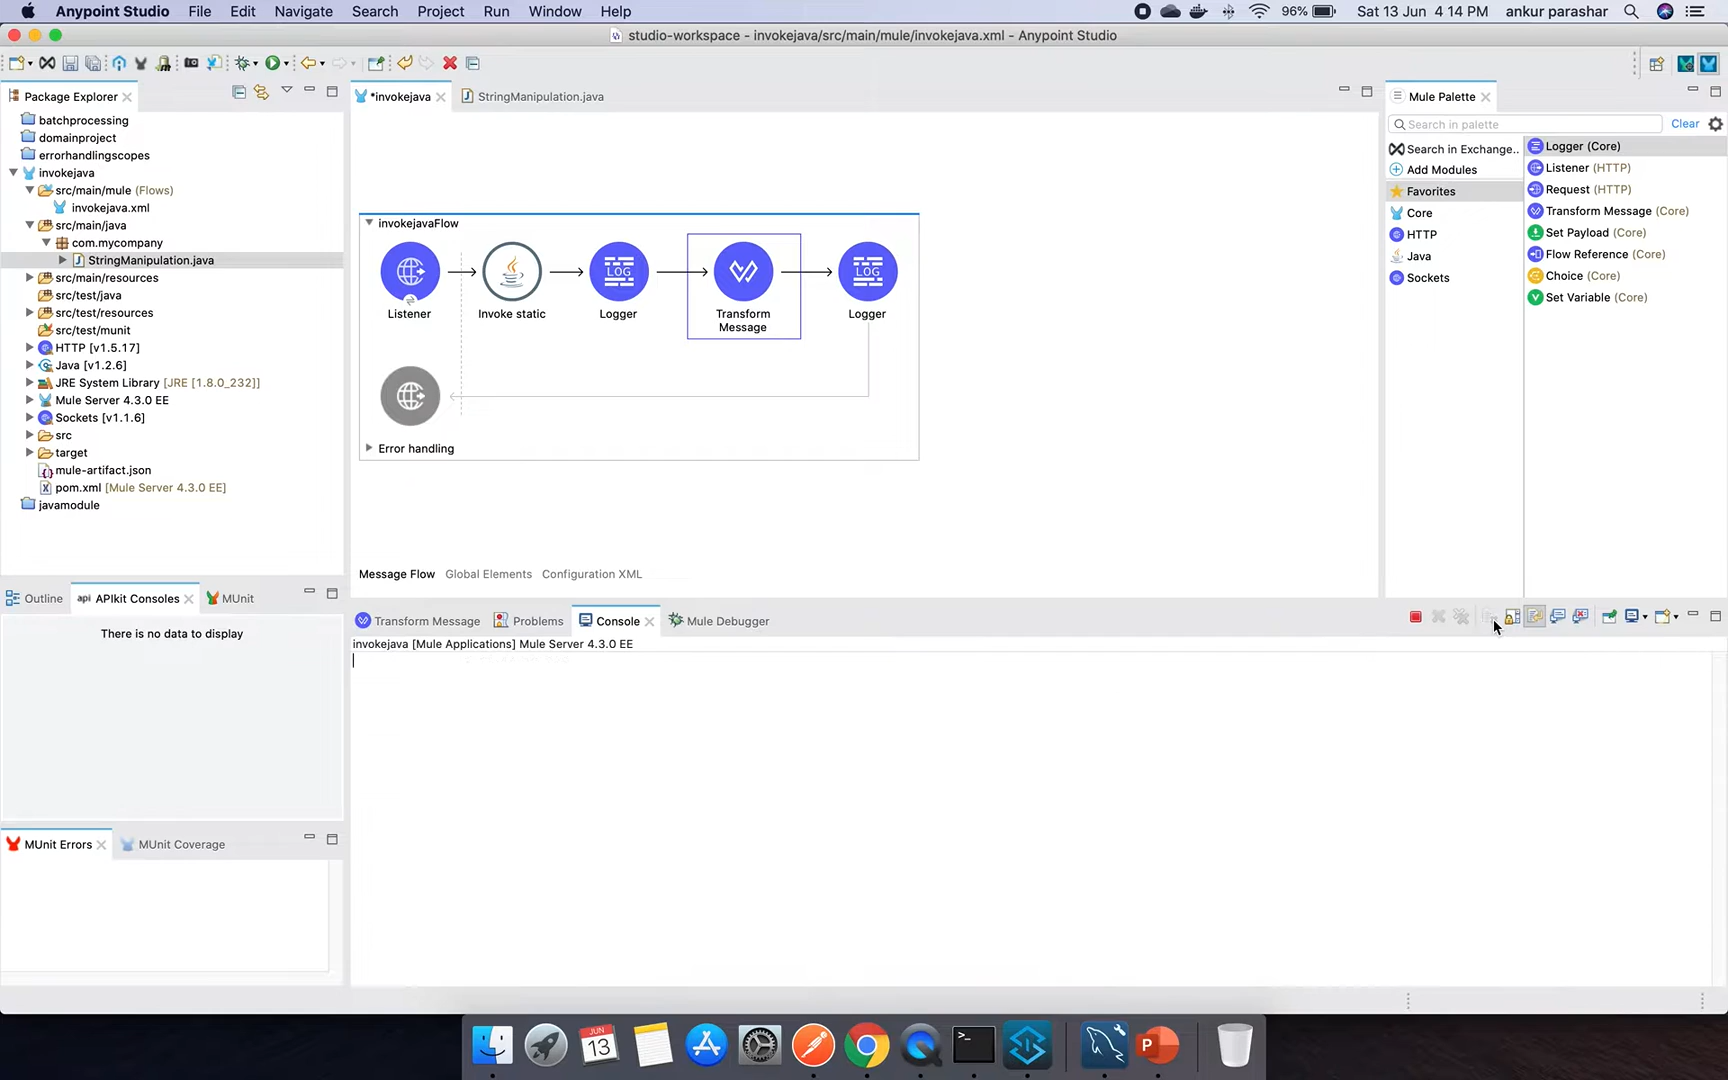 Anypoint Studio File Edit Navigate Search Project Run Window Help 96% Sat 13 Jun 4:14 PM ankur parashar
studio-workspace - invokejava/src/main/mule/invokejava.xml - Anypoint Studio
Package Explorer
batchprocessing
domainproject
errorhandlingscopes
invokejava
src/main/mule (Flows)
invokejava.xml
src/main/java
com.mycompany
StringManipulation.java
src/main/resources
src/test/java
src/test/resources
src/test/munit
HTTP [v1.5.17]
Java [v1.2.6]
JRE System Library [JRE [1.8.0_232]]
Mule Server 4.3.0 EE
Sockets [v1.1.6]
src
target
mule-artifact.json
pom.xml [Mule Server 4.3.0 EE]
javamodule
*invokejava StringManipulation.java
invokejavaFlow
LOG LOG
Listener Invoke static Logger Transform Message Logger
Error handling
Message Flow Global Elements Configuration XML
Mule Palette
Search in palette Clear
Search in Exchange..
Add Modules
Favorites
Core
HTTP
Java
Sockets
Logger (Core)
Listener (HTTP)
Request (HTTP)
Transform Message (Core)
Set Payload (Core)
Flow Reference (Core)
Choice (Core)
Set Variable (Core)
Outline api APIkit Consoles MUnit
There is no data to display
MUnit Errors MUnit Coverage
Transform Message Problems Console Mule Debugger
invokejava [Mule Applications] Mule Server 4.3.0 EE
JUN
13
P